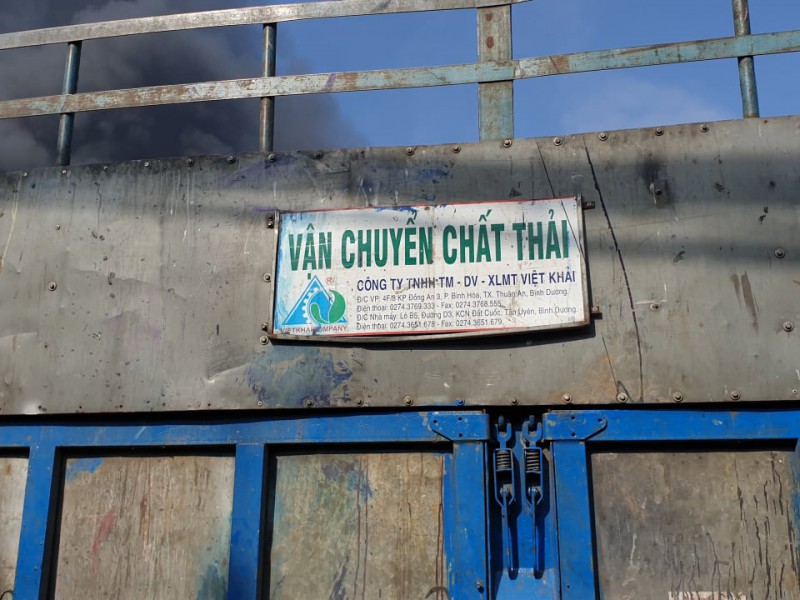 VẬN CHUYỂN CHẤT THẢI
CÔNG TY TNHH TM - DV - XLMT VIỆT KHẢI
Đ/C VP: 4F/8 KP Đồng An 3, P. Bình Hòa, TX. Thuận An, Bình Dương.
Điện thoại: 0274.3769.333 - Fax: 0274.3768.555
Đ/C Nhà máy: Lô B5, Đường D3, KCN Đất Cuốc, Tân Uyên, Bình Dương
Điện thoại: 0274.3651.678 - Fax: 0274.3651.679
VIETKHAI COMPANY